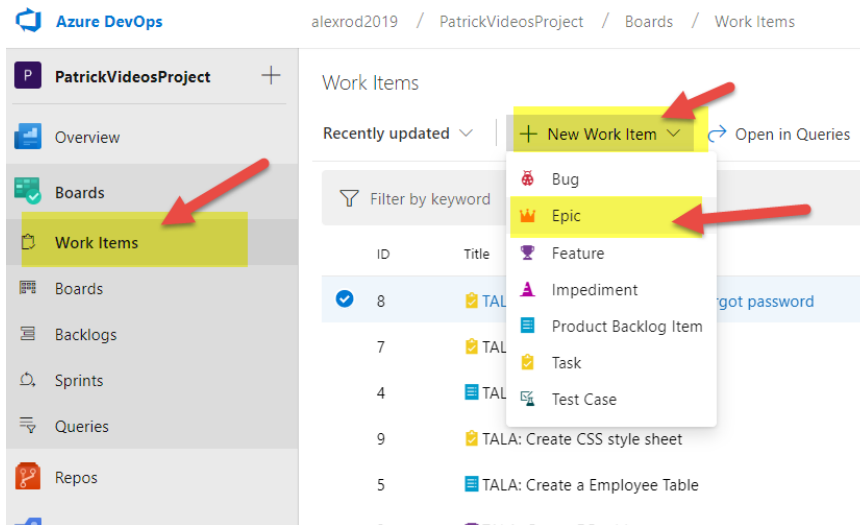 Azure DevOps
alexrod2019 / PatrickVideosProject / Boards / Work Items
P PatrickVideosProject +
Overview
Boards
Work Items
Boards
Backlogs
Sprints
Queries
Repos
Work Items
Recently updated + New Work Item Open in Queries
Filter by keyword
Bug
Epic
Feature
Impediment
Product Backlog Item
Task
Test Case
ID Title
8 TAL got password
7 TAL
4 TAL
9 TALA: Create CSS style sheet
5 TALA: Create a Employee Table